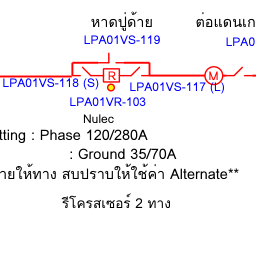 หาดปู่ด้าย ต่อแดนเก
LPA01VS-119 LPA0
R M
LPA01VS-118 (S) LPA01VS-117 (L)
LPA01VR-103
Nulec
tting : Phase 120/280A
: Ground 35/70A
ายให้ทาง สบปราบให้ใช้ค่า Alternate**
รีโครสเซอร์ 2 ทาง